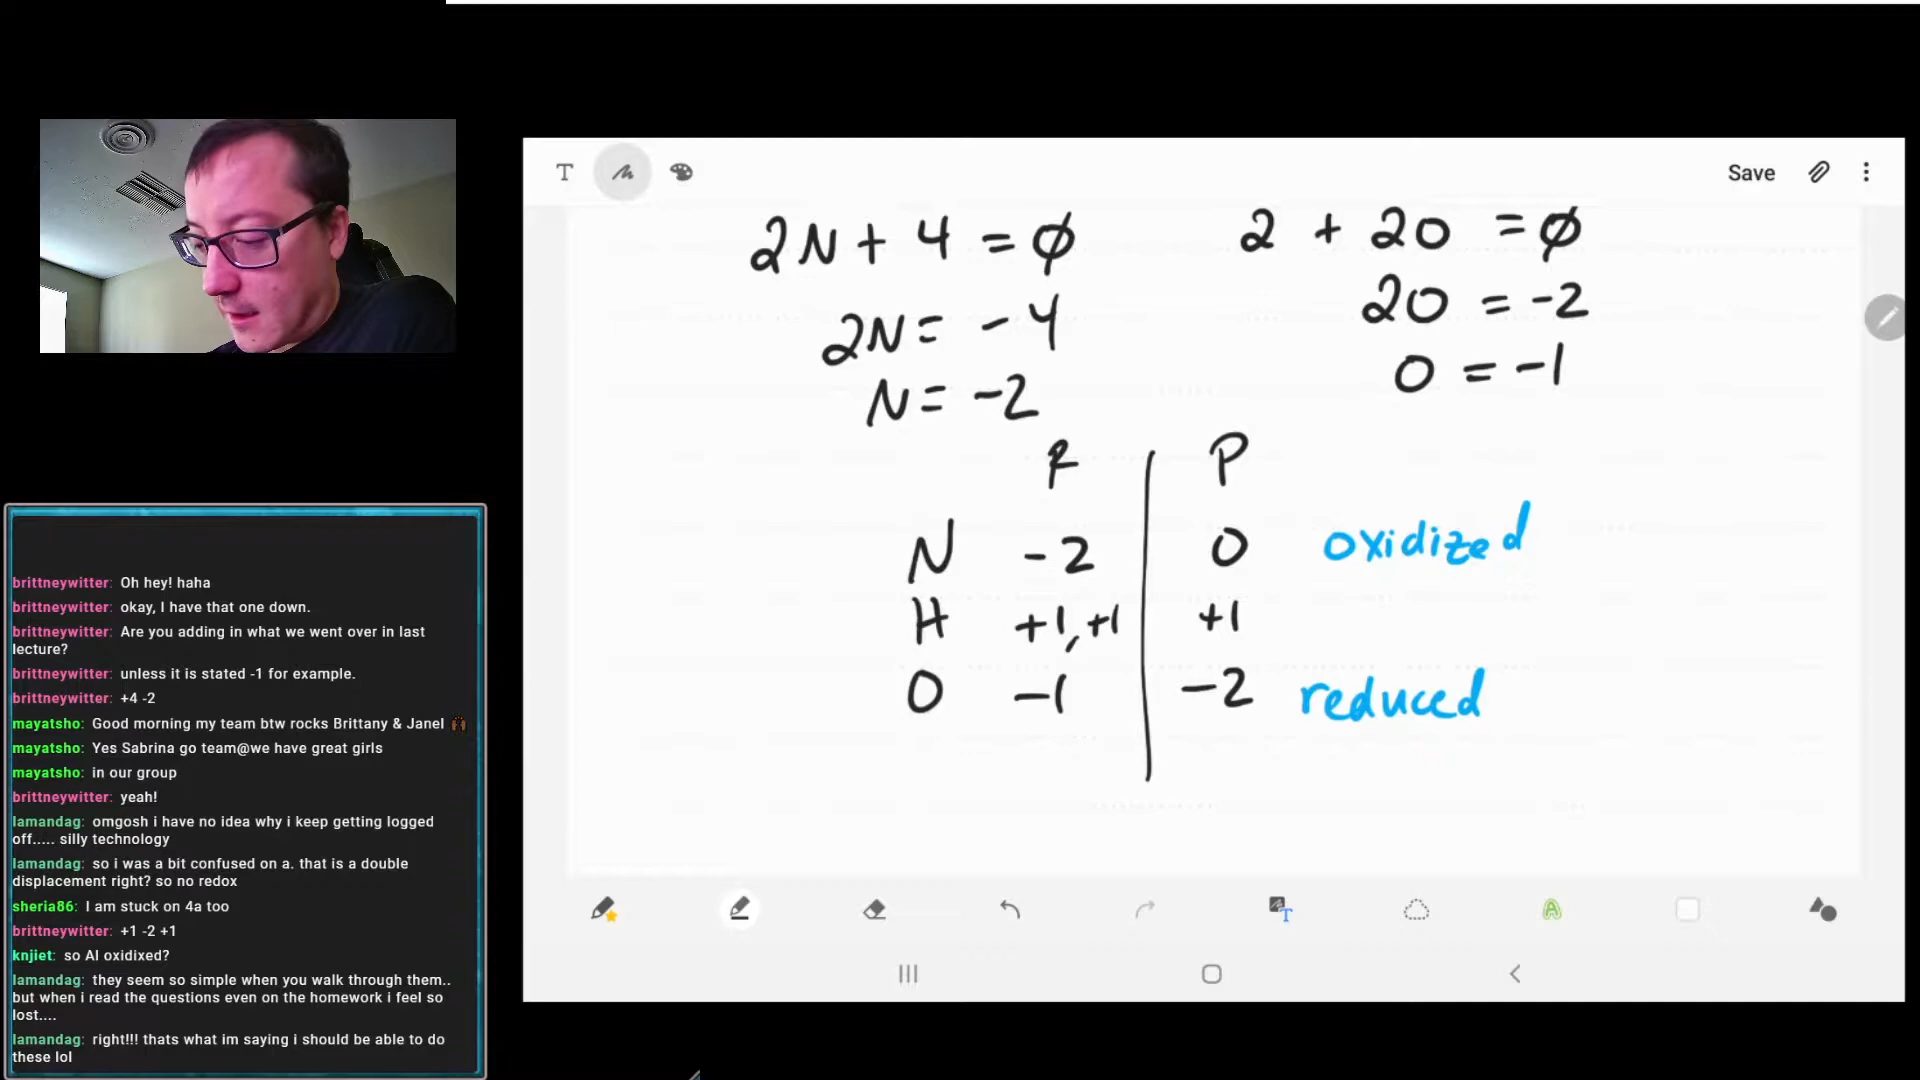 T
Save
2N + 4 = ∅
2N = -4
N = -2
2 + 2O = ∅
2O = -2
O = -1
R P
N -2 0 oxidized
H +1, +1 +1
O -1 -2 reduced
brittneywitter: Oh hey! haha
brittneywitter: okay, I have that one down.
brittneywitter: Are you adding in what we went over in last
lecture?
brittneywitter: unless it is stated -1 for example.
brittneywitter: +4 -2
mayatsho: Good morning my team btw rocks Brittany & Janel
mayatsho: Yes Sabrina go team@we have great girls
mayatsho: in our group
brittneywitter: yeah!
lamandag: omgosh i have no idea why i keep getting logged
off..... silly technology
lamandag: so i was a bit confused on a. that is a double
displacement right? so no redox
sheria86: I am stuck on 4a too
brittneywitter: +1 -2 +1
knjiet: so Al oxidixed?
lamandag: they seem so simple when you walk through them..
but when i read the questions even on the homework i feel so
lost....
lamandag: right!!! thats what im saying i should be able to do
these lol
T
A